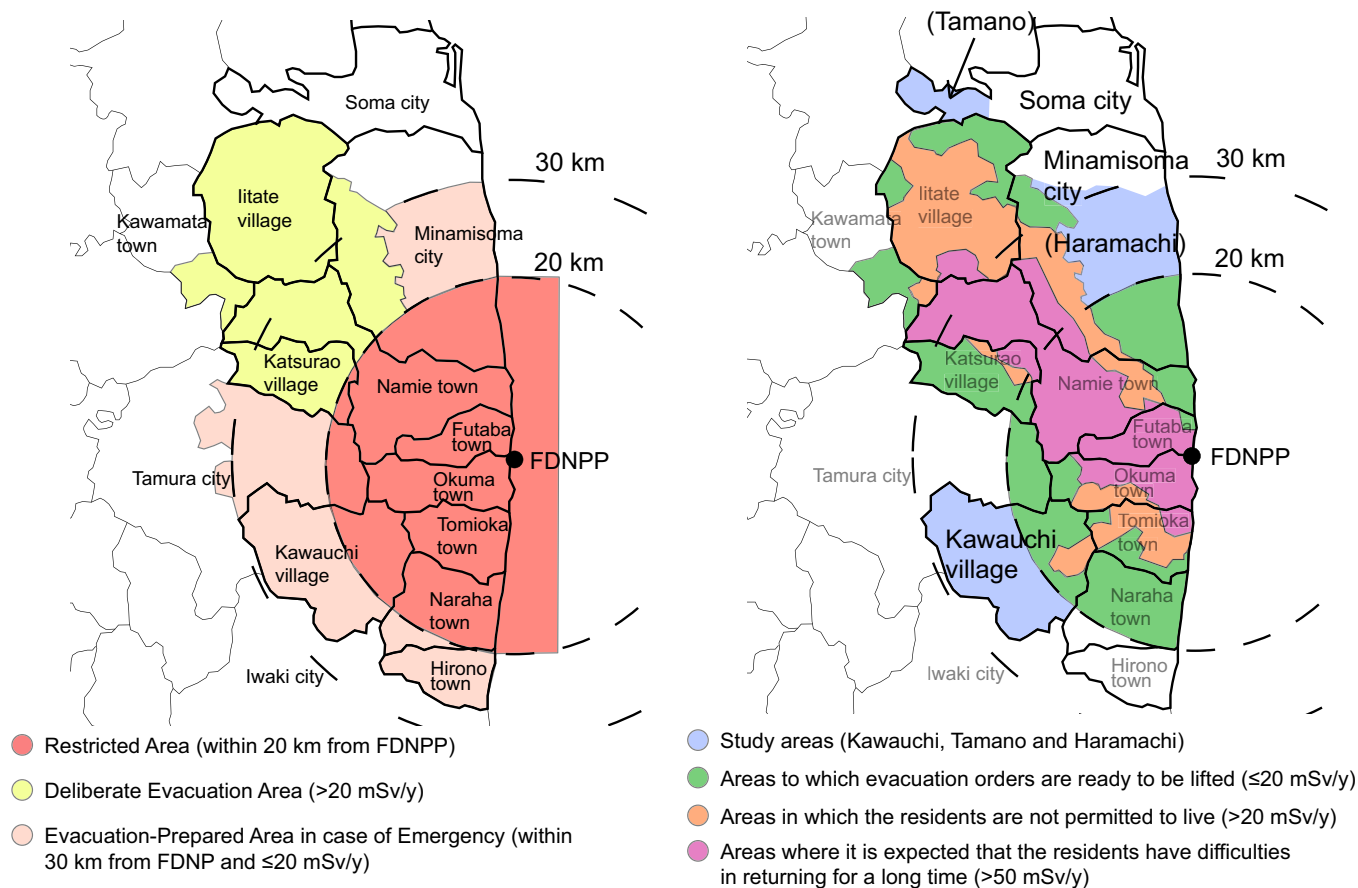 Soma city
30 km
Iitate
village
Kawamata
town
Minamisoma
city
20 km
Katsurao
village
Namie town
Futaba
town
FDNPP
Tamura city
Okuma
town
Tomioka
town
Kawauchi
village
Naraha
town
Iwaki city
Hirono
town
Restricted Area (within 20 km from FDNPP)
Deliberate Evacuation Area (>20 mSv/y)
Evacuation-Prepared Area in case of Emergency (within
30 km from FDNP and ≤20 mSv/y)
(Tamano)
Soma city
Minamisoma
city
30 km
Iitate
village
Kawamata
town
(Haramachi)
20 km
Katsurao
village
Namie town
Futaba
town
FDNPP
Tamura city
Okuma
town
Tomioka
town
Kawauchi
village
Naraha
town
Iwaki city
Hirono
town
Study areas (Kawauchi, Tamano and Haramachi)
Areas to which evacuation orders are ready to be lifted (≤20 mSv/y)
Areas in which the residents are not permitted to live (>20 mSv/y)
Areas where it is expected that the residents have difficulties
in returning for a long time (>50 mSv/y)